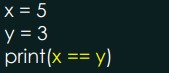 x = 5
y = 3
print(x == y)